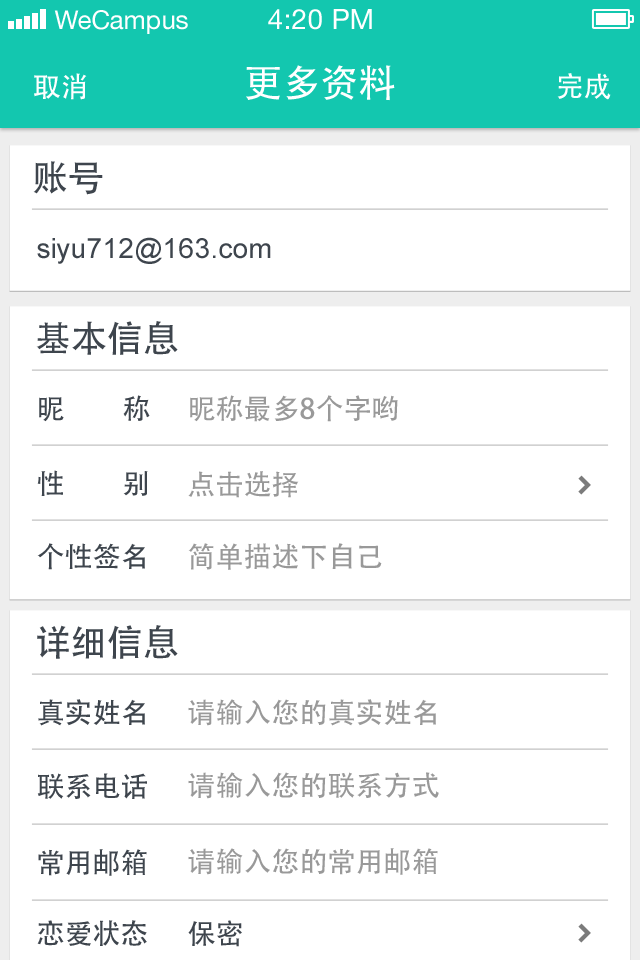 WeCampus 4:20 PM
取消 更多资料 完成
账号
siyu712@163.com
基本信息
昵 称 昵称最多8个字哟
性 别 点击选择
个性签名 简单描述下自己
详细信息
真实姓名 请输入您的真实姓名
联系电话 请输入您的联系方式
常用邮箱 请输入您的常用邮箱
恋爱状态 保密